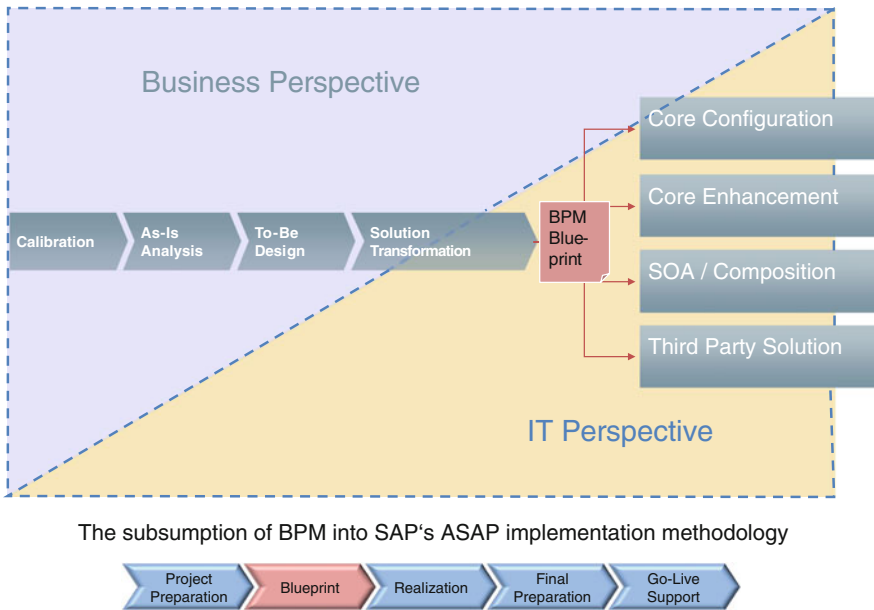 Business Perspective
Core Configuration
Core Enhancement
SOA / Composition
Third Party Solution
Calibration
As-Is
Analysis
To-Be
Design
Solution
Transformation
BPM
Blue-
print
IT Perspective
The subsumption of BPM into SAP‘s ASAP implementation methodology
Project
Preparation
Blueprint
Realization
Final
Preparation
Go-Live
Support